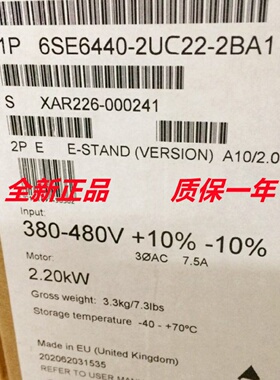 1P 6SE6440-2UC22-2BA1
S XAR226-000241
2P E E-STAND (VERSION) A10/2.0
全新原装 质保一年
Input:
380-480V +10% -10%
3ØAC 7.5A
Motor:
2.20kW
Gross weight: 3.3kg/7.3lbs
Storage temperature -40 - +70°C
Made in EU (United Kingdom)
202062031535
REFER TO USER MAN